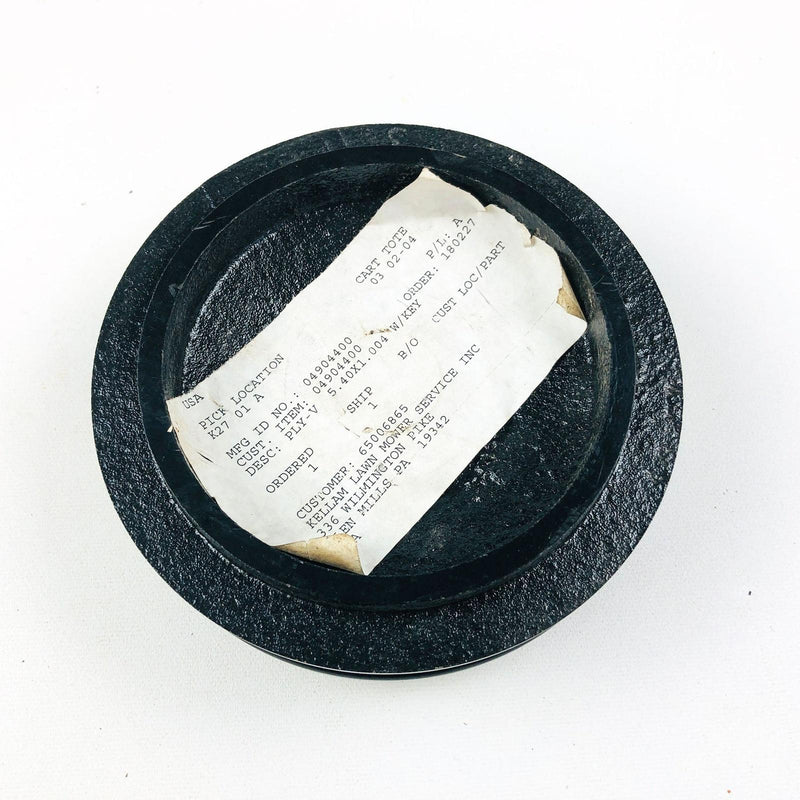 CART TOTE
03 02-04
USA
PICK LOCATION
K27 01 A
P/L: A
MFG ID NO.: 04904400 ORDER: 180227
CUST. ITEM: 04904400
DESC: PLY-V 5.40X1.004 W/KEY
ORDERED SHIP B/O CUST LOC/PART
1 1
CUSTOMER: 65006865
KELLAM LAWN MOWER SERVICE INC
336 WILMINGTON PIKE
EN MILLS PA 19342